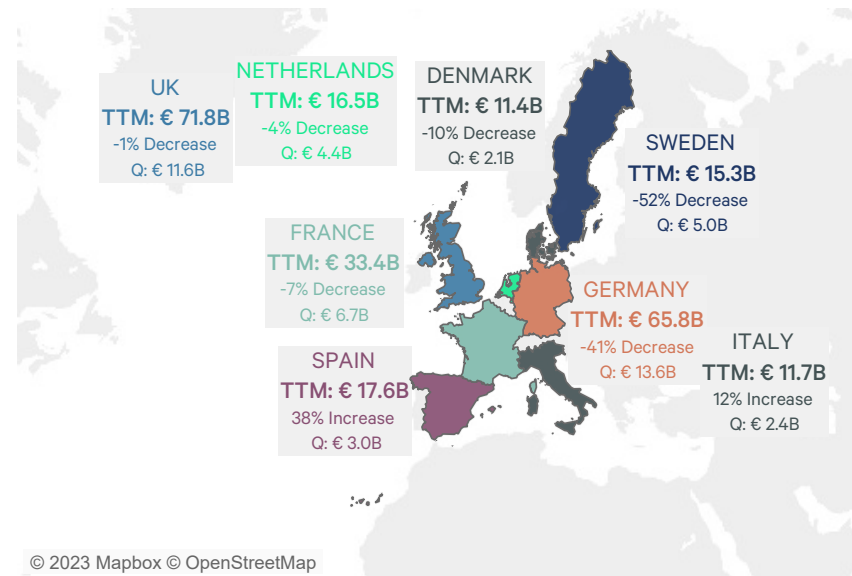 UK
TTM: € 71.8B
-1% Decrease
Q: € 11.6B
NETHERLANDS
TTM: € 16.5B
-4% Decrease
Q: € 4.4B
DENMARK
TTM: € 11.4B
-10% Decrease
Q: € 2.1B
SWEDEN
TTM: € 15.3B
-52% Decrease
Q: € 5.0B
FRANCE
TTM: € 33.4B
-7% Decrease
Q: € 6.7B
GERMANY
TTM: € 65.8B
-41% Decrease
Q: € 13.6B
ITALY
TTM: € 11.7B
12% Increase
Q: € 2.4B
SPAIN
TTM: € 17.6B
38% Increase
Q: € 3.0B
© 2023 Mapbox © OpenStreetMap